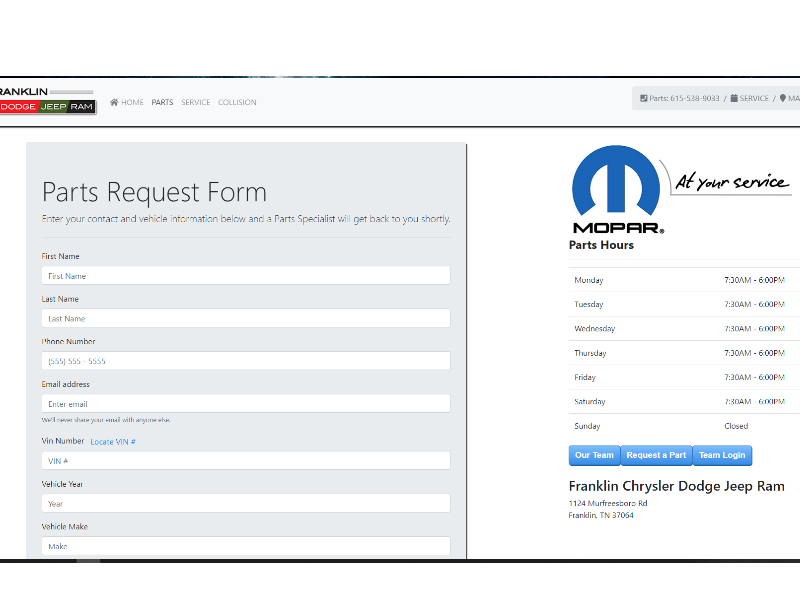 RANKLIN
DODGE JEEP RAM
HOME PARTS SERVICE COLLISION
Parts: 615-538-9033 / SERVICE / MA
Parts Request Form
Enter your contact and vehicle information below and a Parts Specialist will get back to you shortly.
First Name
First Name
Last Name
Last Name
Phone Number
(555) 555 - 5555
Email address
Enter email
We'll never share your email with anyone else.
Vin Number Locate VIN #
VIN #
Vehicle Year
Year
Vehicle Make
Make
At your service
MOPAR®
Parts Hours
Monday 7:30AM - 6:00PM
Tuesday 7:30AM - 6:00PM
Wednesday 7:30AM - 6:00PM
Thursday 7:30AM - 6:00PM
Friday 7:30AM - 6:00PM
Saturday 7:30AM - 6:00PM
Sunday Closed
Our Team Request a Part Team Login
Franklin Chrysler Dodge Jeep Ram
1124 Murfreesboro Rd
Franklin, TN 37064